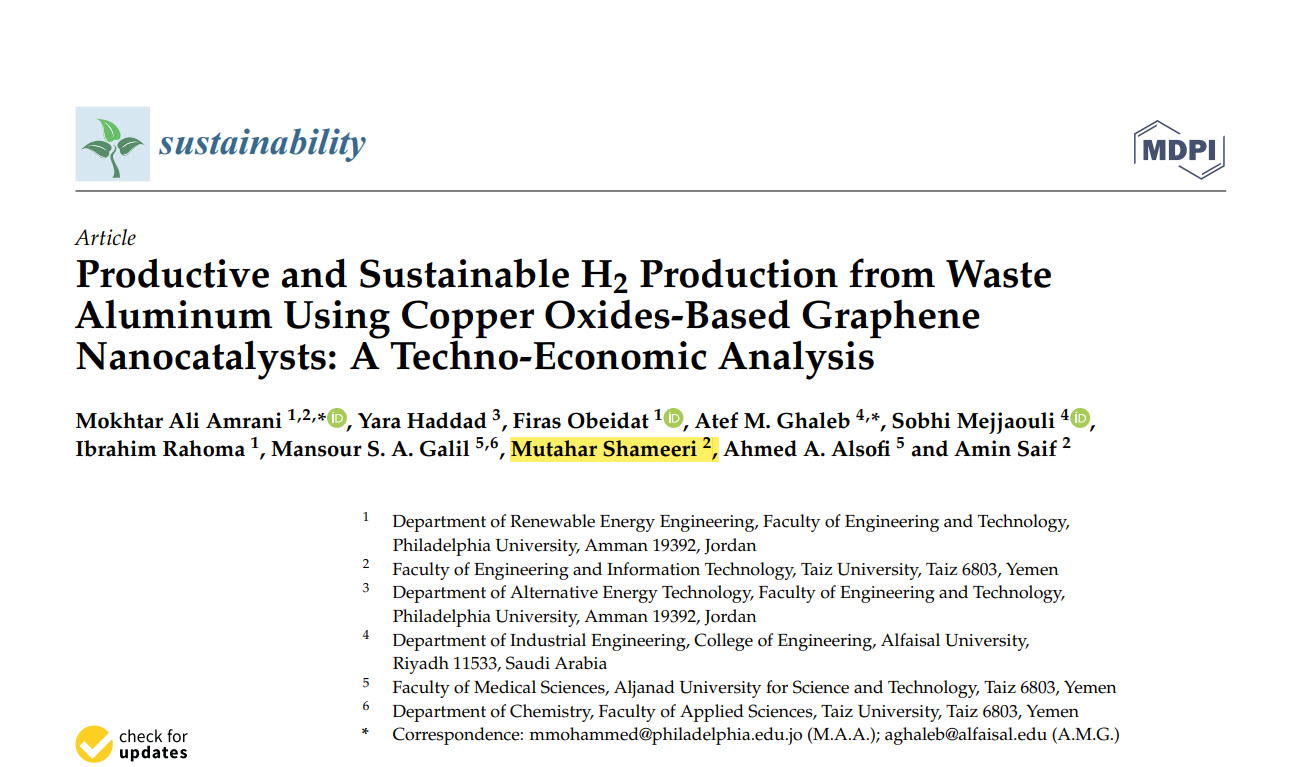 sustainability
MDPI
Article
Productive and Sustainable H₂ Production from Waste
Aluminum Using Copper Oxides-Based Graphene
Nanocatalysts: A Techno-Economic Analysis
Mokhtar Ali Amrani 1,2,* iD, Yara Haddad 3, Firas Obeidat 1 iD, Atef M. Ghaleb 4,*, Sobhi Mejjaouli 4 iD,
Ibrahim Rahoma 1, Mansour S. A. Galil 5,6, Mutahar Shameeri 2, Ahmed A. Alsofi 5 and Amin Saif 2
1 Department of Renewable Energy Engineering, Faculty of Engineering and Technology,
Philadelphia University, Amman 19392, Jordan
2 Faculty of Engineering and Information Technology, Taiz University, Taiz 6803, Yemen
3 Department of Alternative Energy Technology, Faculty of Engineering and Technology,
Philadelphia University, Amman 19392, Jordan
4 Department of Industrial Engineering, College of Engineering, Alfaisal University,
Riyadh 11533, Saudi Arabia
5 Faculty of Medical Sciences, Aljanad University for Science and Technology, Taiz 6803, Yemen
6 Department of Chemistry, Faculty of Applied Sciences, Taiz University, Taiz 6803, Yemen
* Correspondence: mmohammed@philadelphia.edu.jo (M.A.A.); aghaleb@alfaisal.edu (A.M.G.)
check for
updates